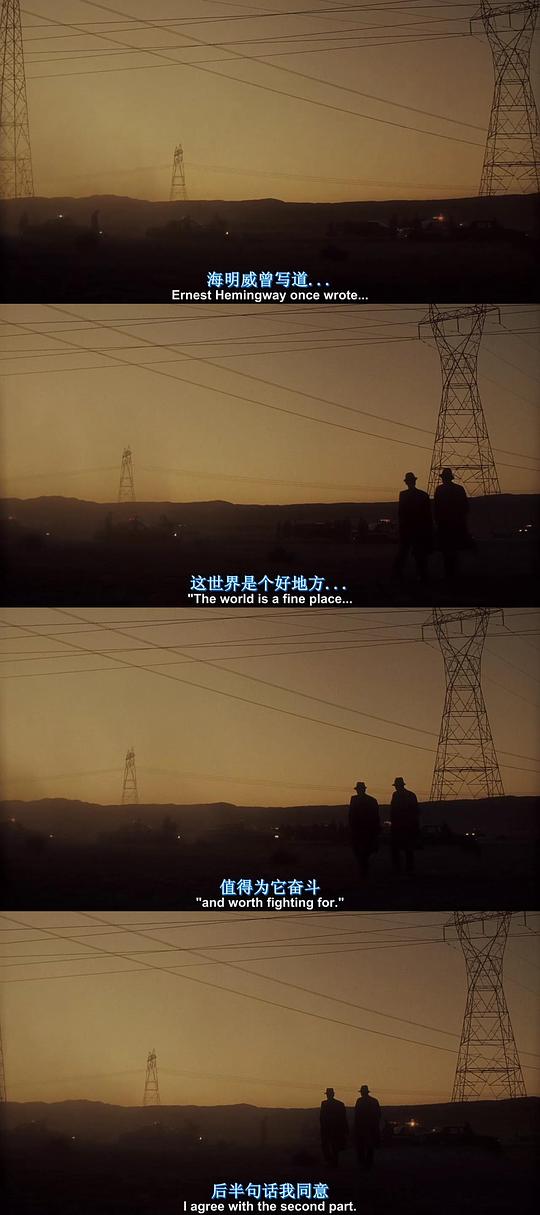 海明威曾写道...
Ernest Hemingway once wrote...
这世界是个好地方...
"The world is a fine place...
值得为它奋斗
"and worth fighting for."
后半句话我同意
I agree with the second part.